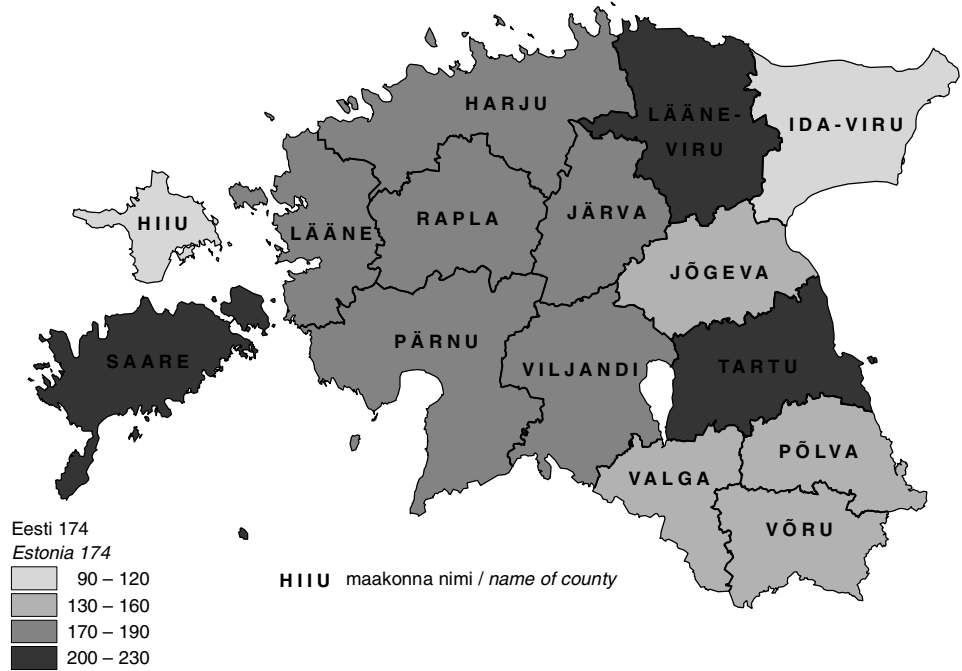 HARJU
LÄÄNE-
VIRU
IDA-VIRU
HIIU
LÄÄNE
RAPLA
JÄRVA
JÕGEVA
SAARE
PÄRNU
VILJANDI
TARTU
PÕLVA
VALGA
VÕRU
Eesti 174
Estonia 174
90 – 120
130 – 160
170 – 190
200 – 230
HIIU maakonna nimi / name of county